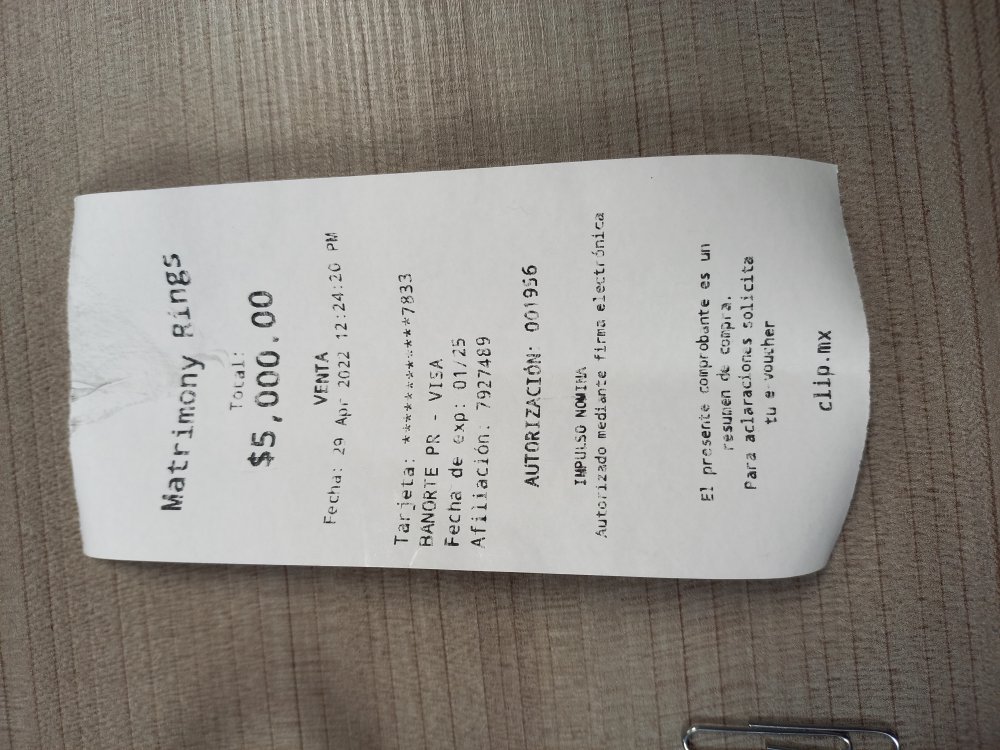 Matrimony Rings
Total:
$5,000.00
VENTA
Fecha: 29 Apr 2022 12:24:20 PM
Tarjeta: ************7833
BANORTE PR - VISA
Fecha de exp: 01/25
Afiliación: 7927489
AUTORIZACIÓN: 001956
IMPULSO NOMINA
Autorizado mediante firma electrónica
El presente comprobante es un
resumen de compra.
Para aclaraciones solicita
tu e-voucher
clip.mx